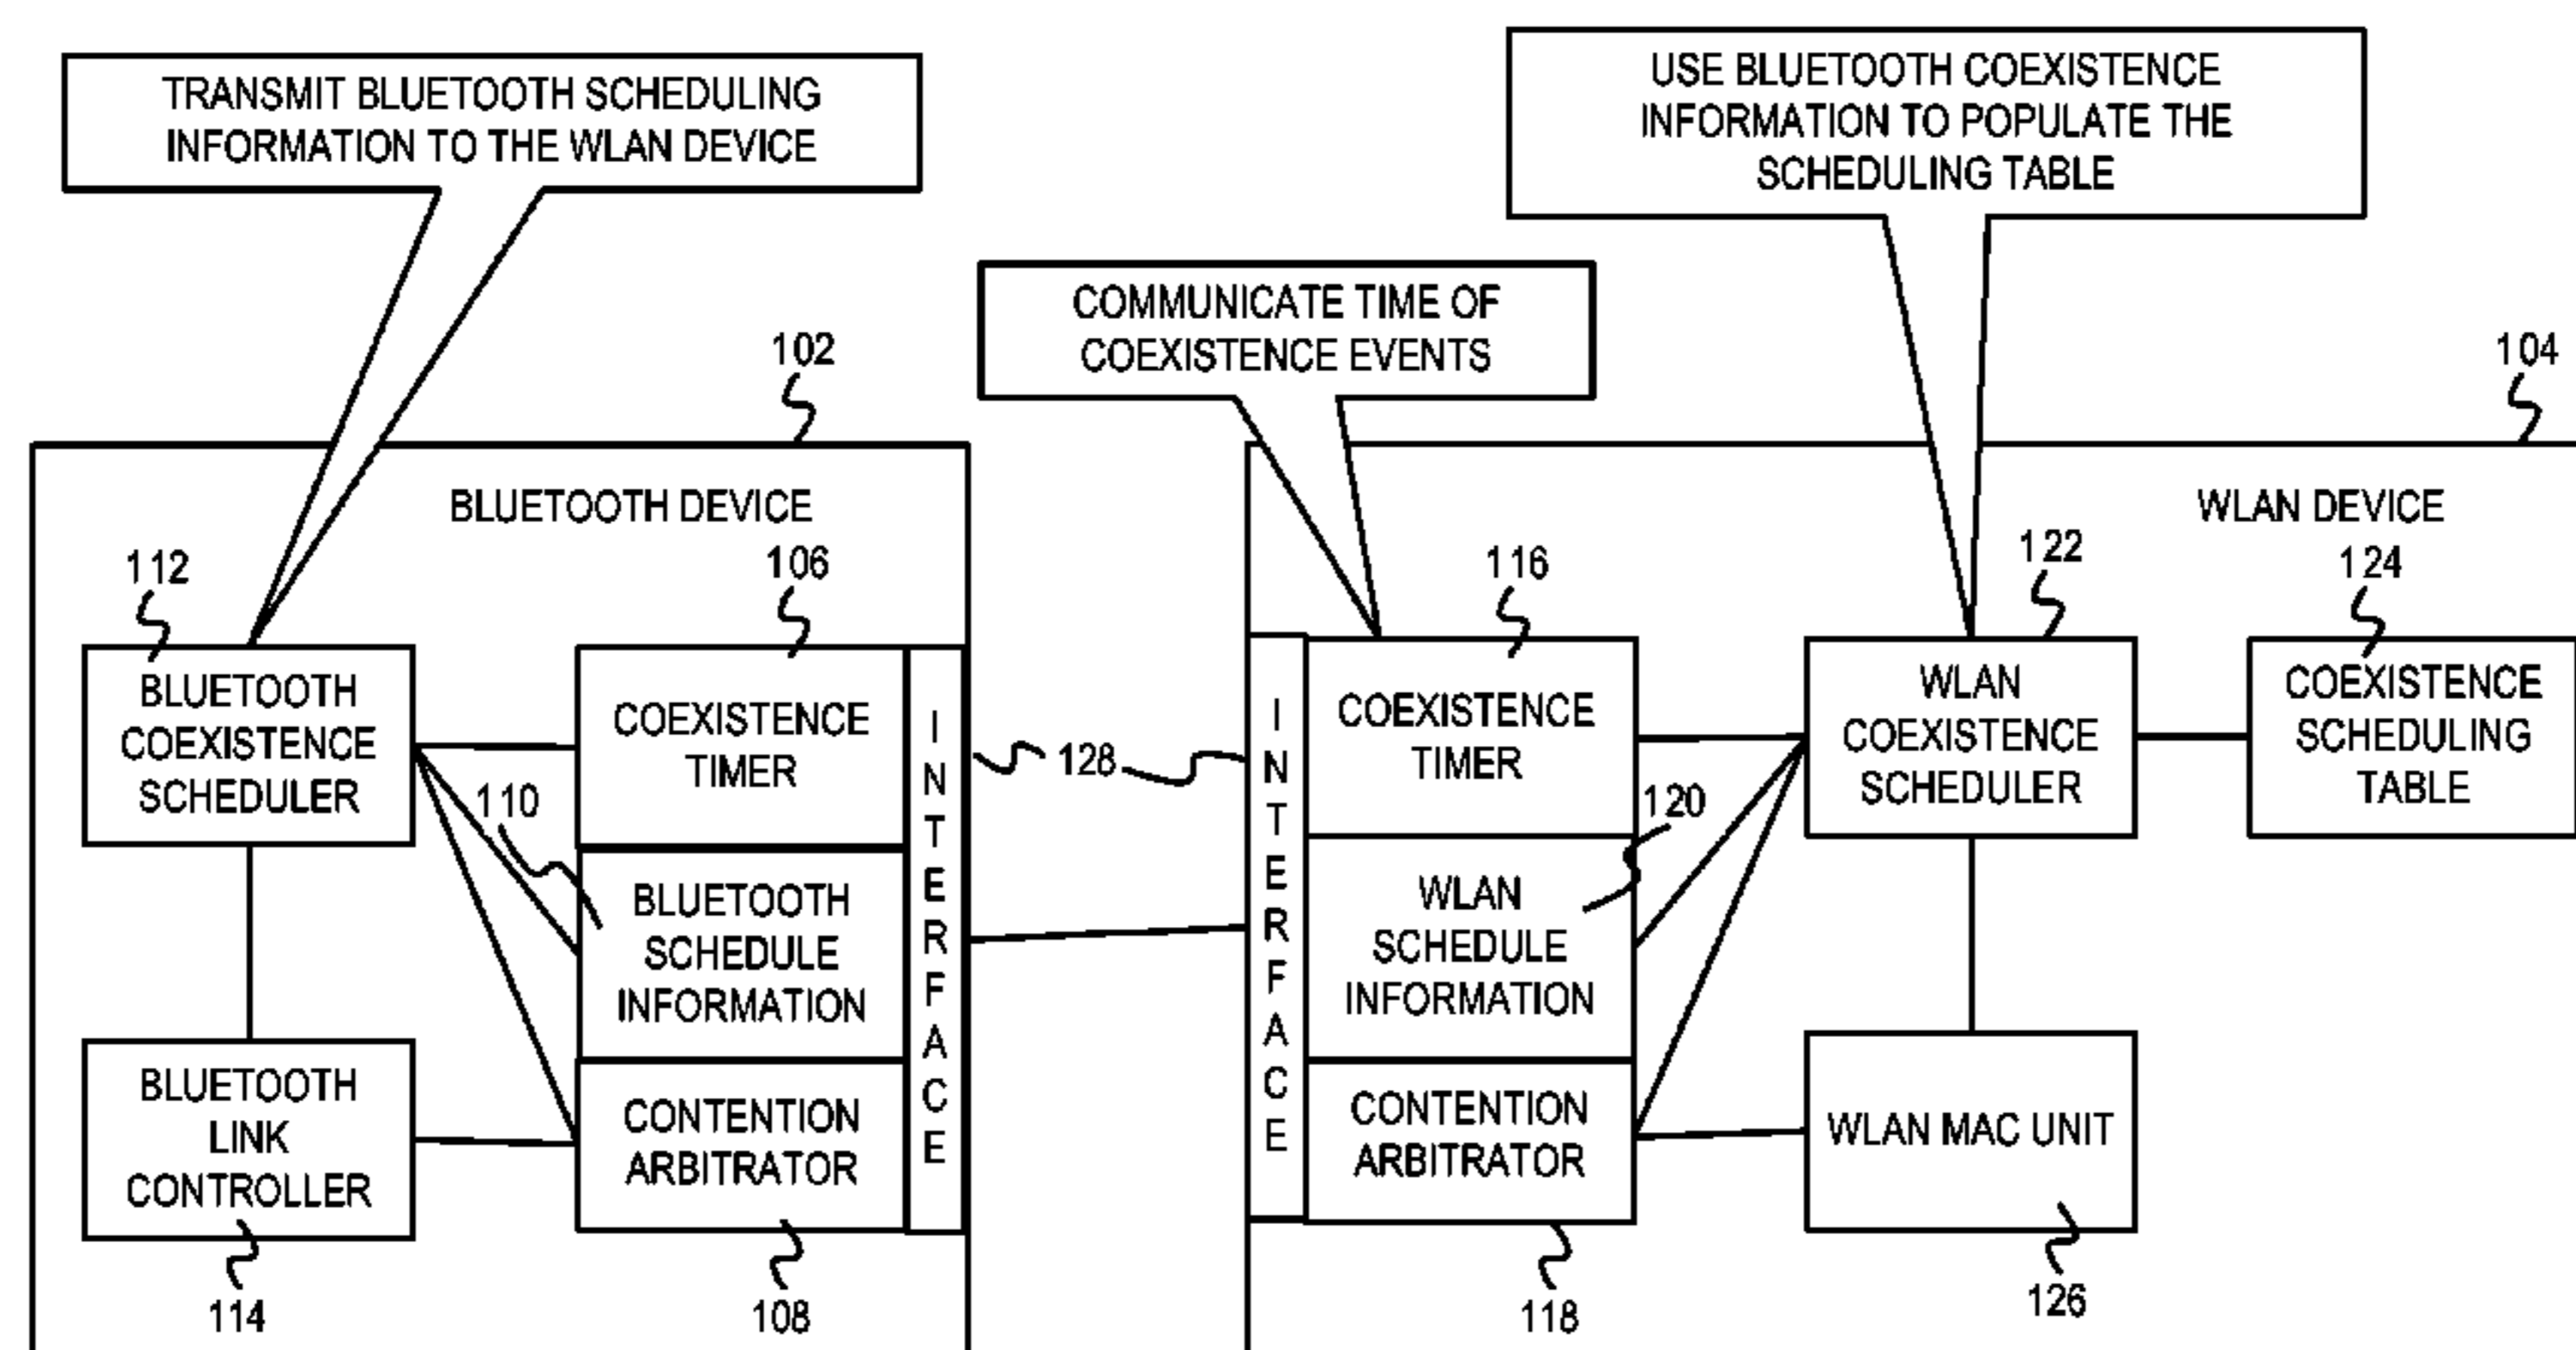 TRANSMIT BLUETOOTH SCHEDULING
INFORMATION TO THE WLAN DEVICE
USE BLUETOOTH COEXISTENCE
INFORMATION TO POPULATE THE
SCHEDULING TABLE
COMMUNICATE TIME OF
COEXISTENCE EVENTS
102
104
BLUETOOTH DEVICE
112
106
BLUETOOTH
COEXISTENCE
SCHEDULER
COEXISTENCE
TIMER
110
BLUETOOTH
SCHEDULE
INFORMATION
BLUETOOTH
LINK
CONTROLLER
CONTENTION
ARBITRATOR
INTERFACE
114
108
128
WLAN DEVICE
116
122
124
INTERFACE
COEXISTENCE
TIMER
WLAN
COEXISTENCE
SCHEDULER
COEXISTENCE
SCHEDULING
TABLE
120
WLAN
SCHEDULE
INFORMATION
CONTENTION
ARBITRATOR
WLAN MAC UNIT
118
126